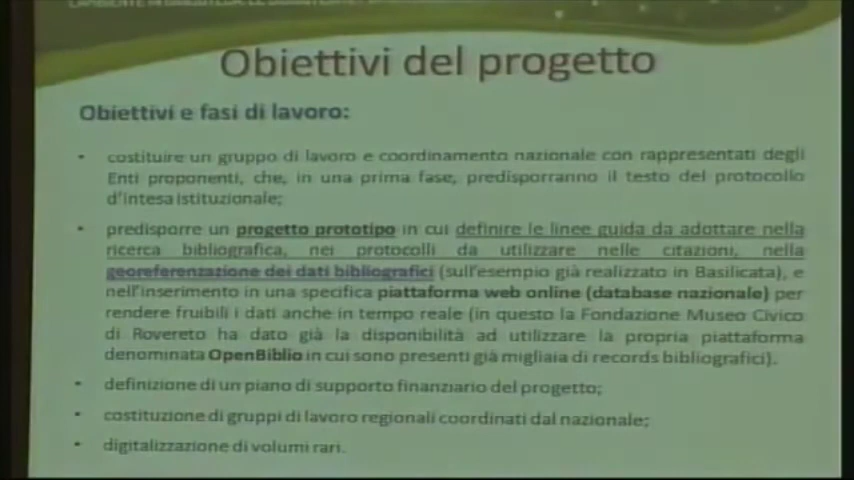 Obiettivi del progetto
Obiettivi e fasi di lavoro:
• costituire un gruppo di lavoro e coordinamento nazionale con rappresentati degli
Enti proponenti, che, in una prima fase, predisporranno il testo del protocollo
d'intesa istituzionale;
• predisporre un progetto prototipo in cui definire le linee guida da adottare nella
ricerca bibliografica, nei protocolli da utilizzare nelle citazioni, nella
georeferenzazione dei dati bibliografici (sull'esempio già realizzato in Basilicata), e
nell'inserimento in una specifica piattaforma web online (database nazionale) per
rendere fruibili i dati anche in tempo reale (in questo la Fondazione Museo Civico
di Rovereto ha dato già la disponibilità ad utilizzare la propria piattaforma
denominata OpenBiblio in cui sono presenti già migliaia di records bibliografici).
• definizione di un piano di supporto finanziario del progetto;
• costituzione di gruppi di lavoro regionali coordinati dal nazionale;
• digitalizzazione di volumi rari.